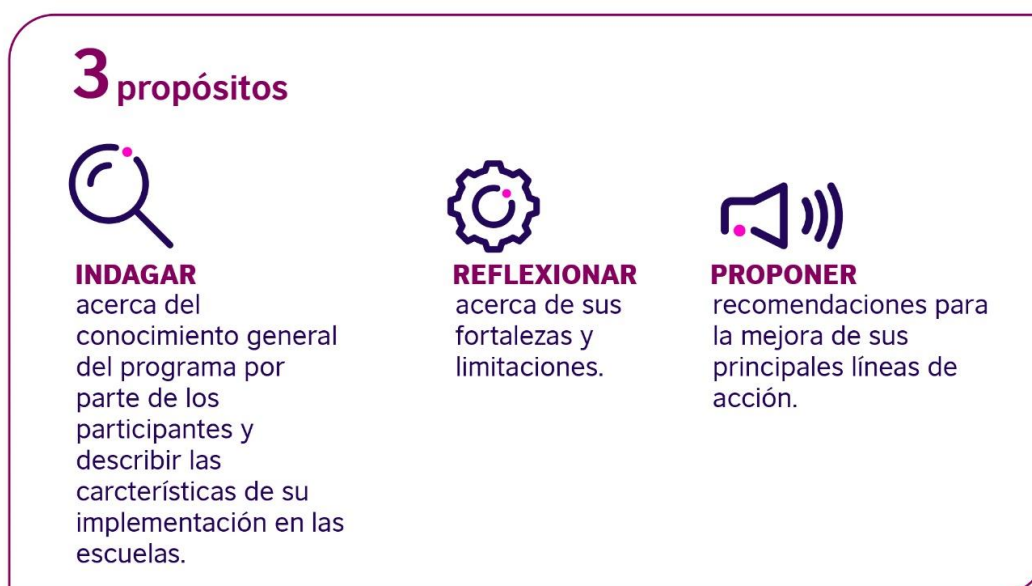 3 propósitos
INDAGAR
acerca del
conocimiento general
del programa por
parte de los
participantes y
describir las
carcterísticas de su
implementación en las
escuelas.
REFLEXIONAR
acerca de sus
fortalezas y
limitaciones.
PROPONER
recomendaciones para
la mejora de sus
principales líneas de
acción.